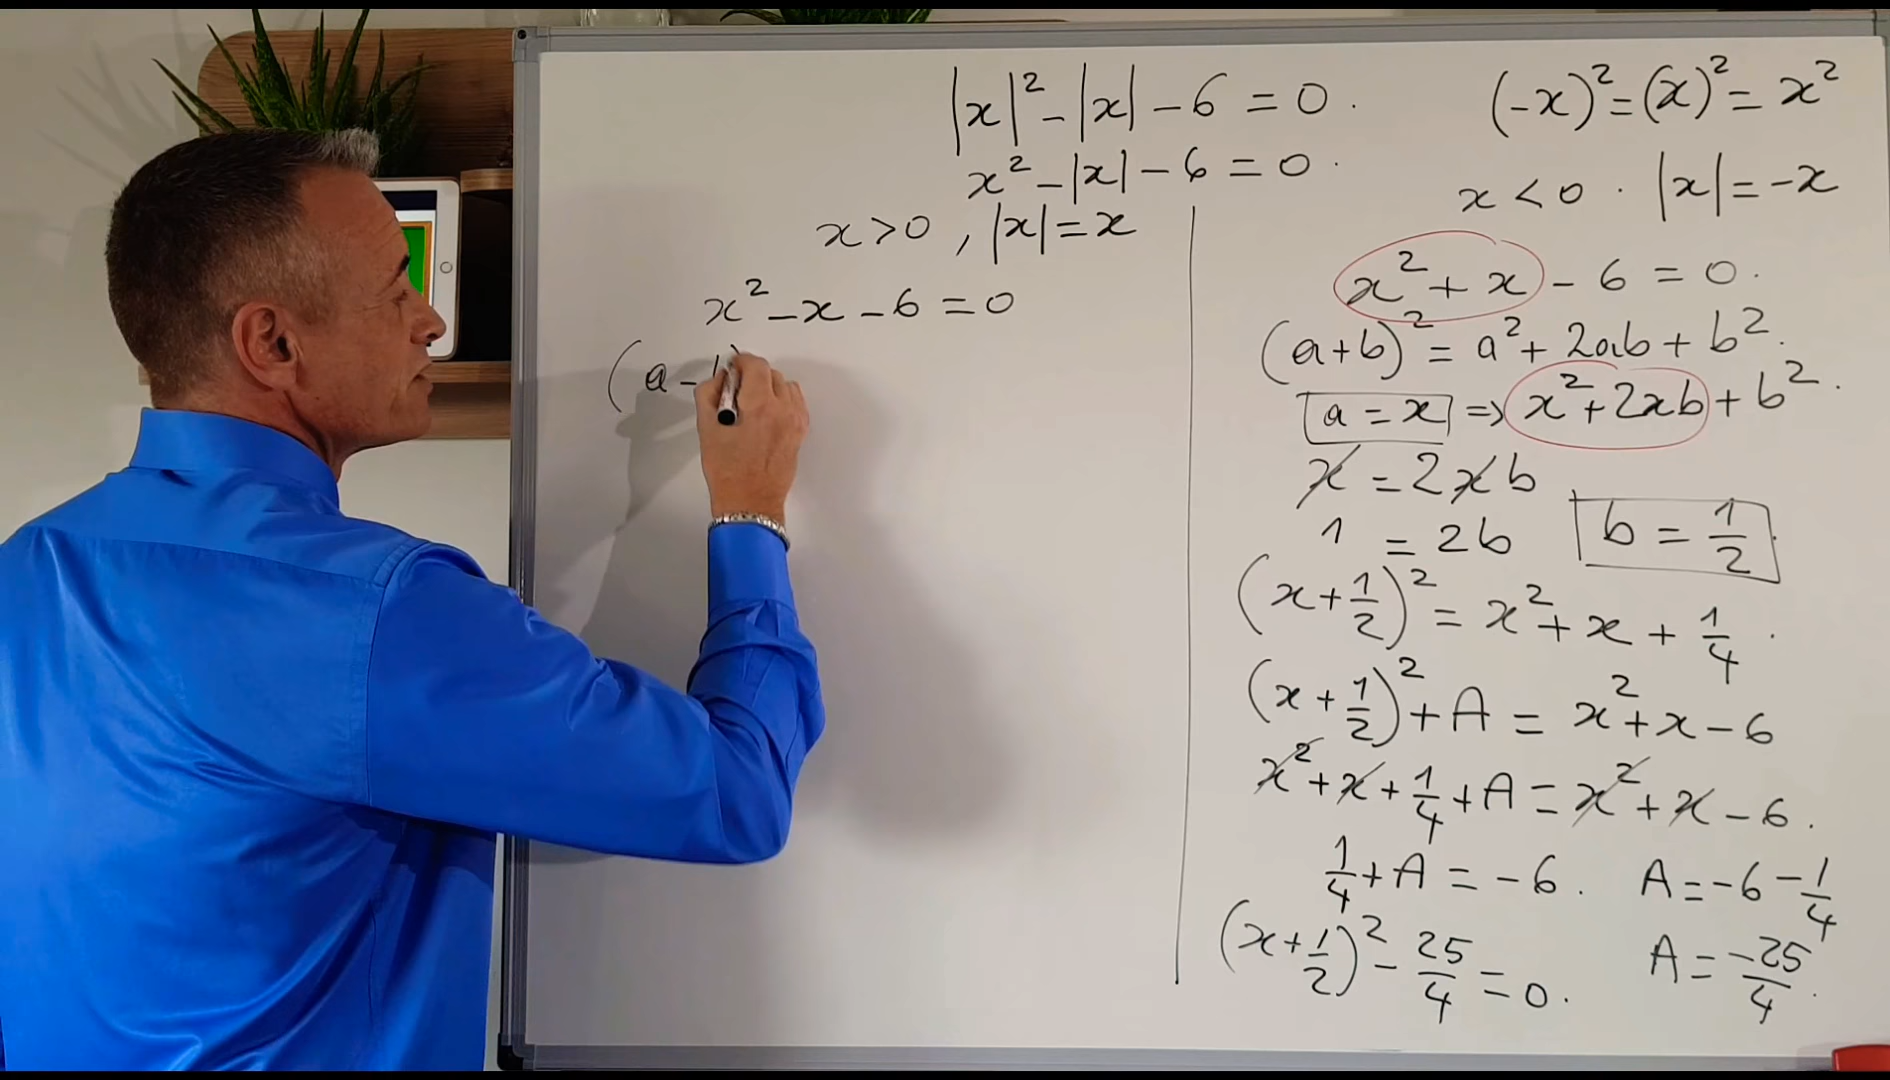 |x|² - |x| - 6 = 0 .
x² - |x| - 6 = 0 .
x > 0 , |x| = x
x² - x - 6 = 0
(a -
(-x)² = (x)² = x²
x < 0 . |x| = -x
x² + x - 6 = 0 .
(a+b)² = a² + 2ab + b² .
a = x => x² + 2xb + b² .
x = 2xb
1 = 2b b = 1/2
(x + 1/2)² = x² + x + 1/4 .
(x + 1/2)² + A = x² + x - 6
x² + x + 1/4 + A = x² + x - 6 .
1/4 + A = -6 . A = -6 - 1/4
(x + 1/2)² - 25/4 = 0 . A = -25/4 .